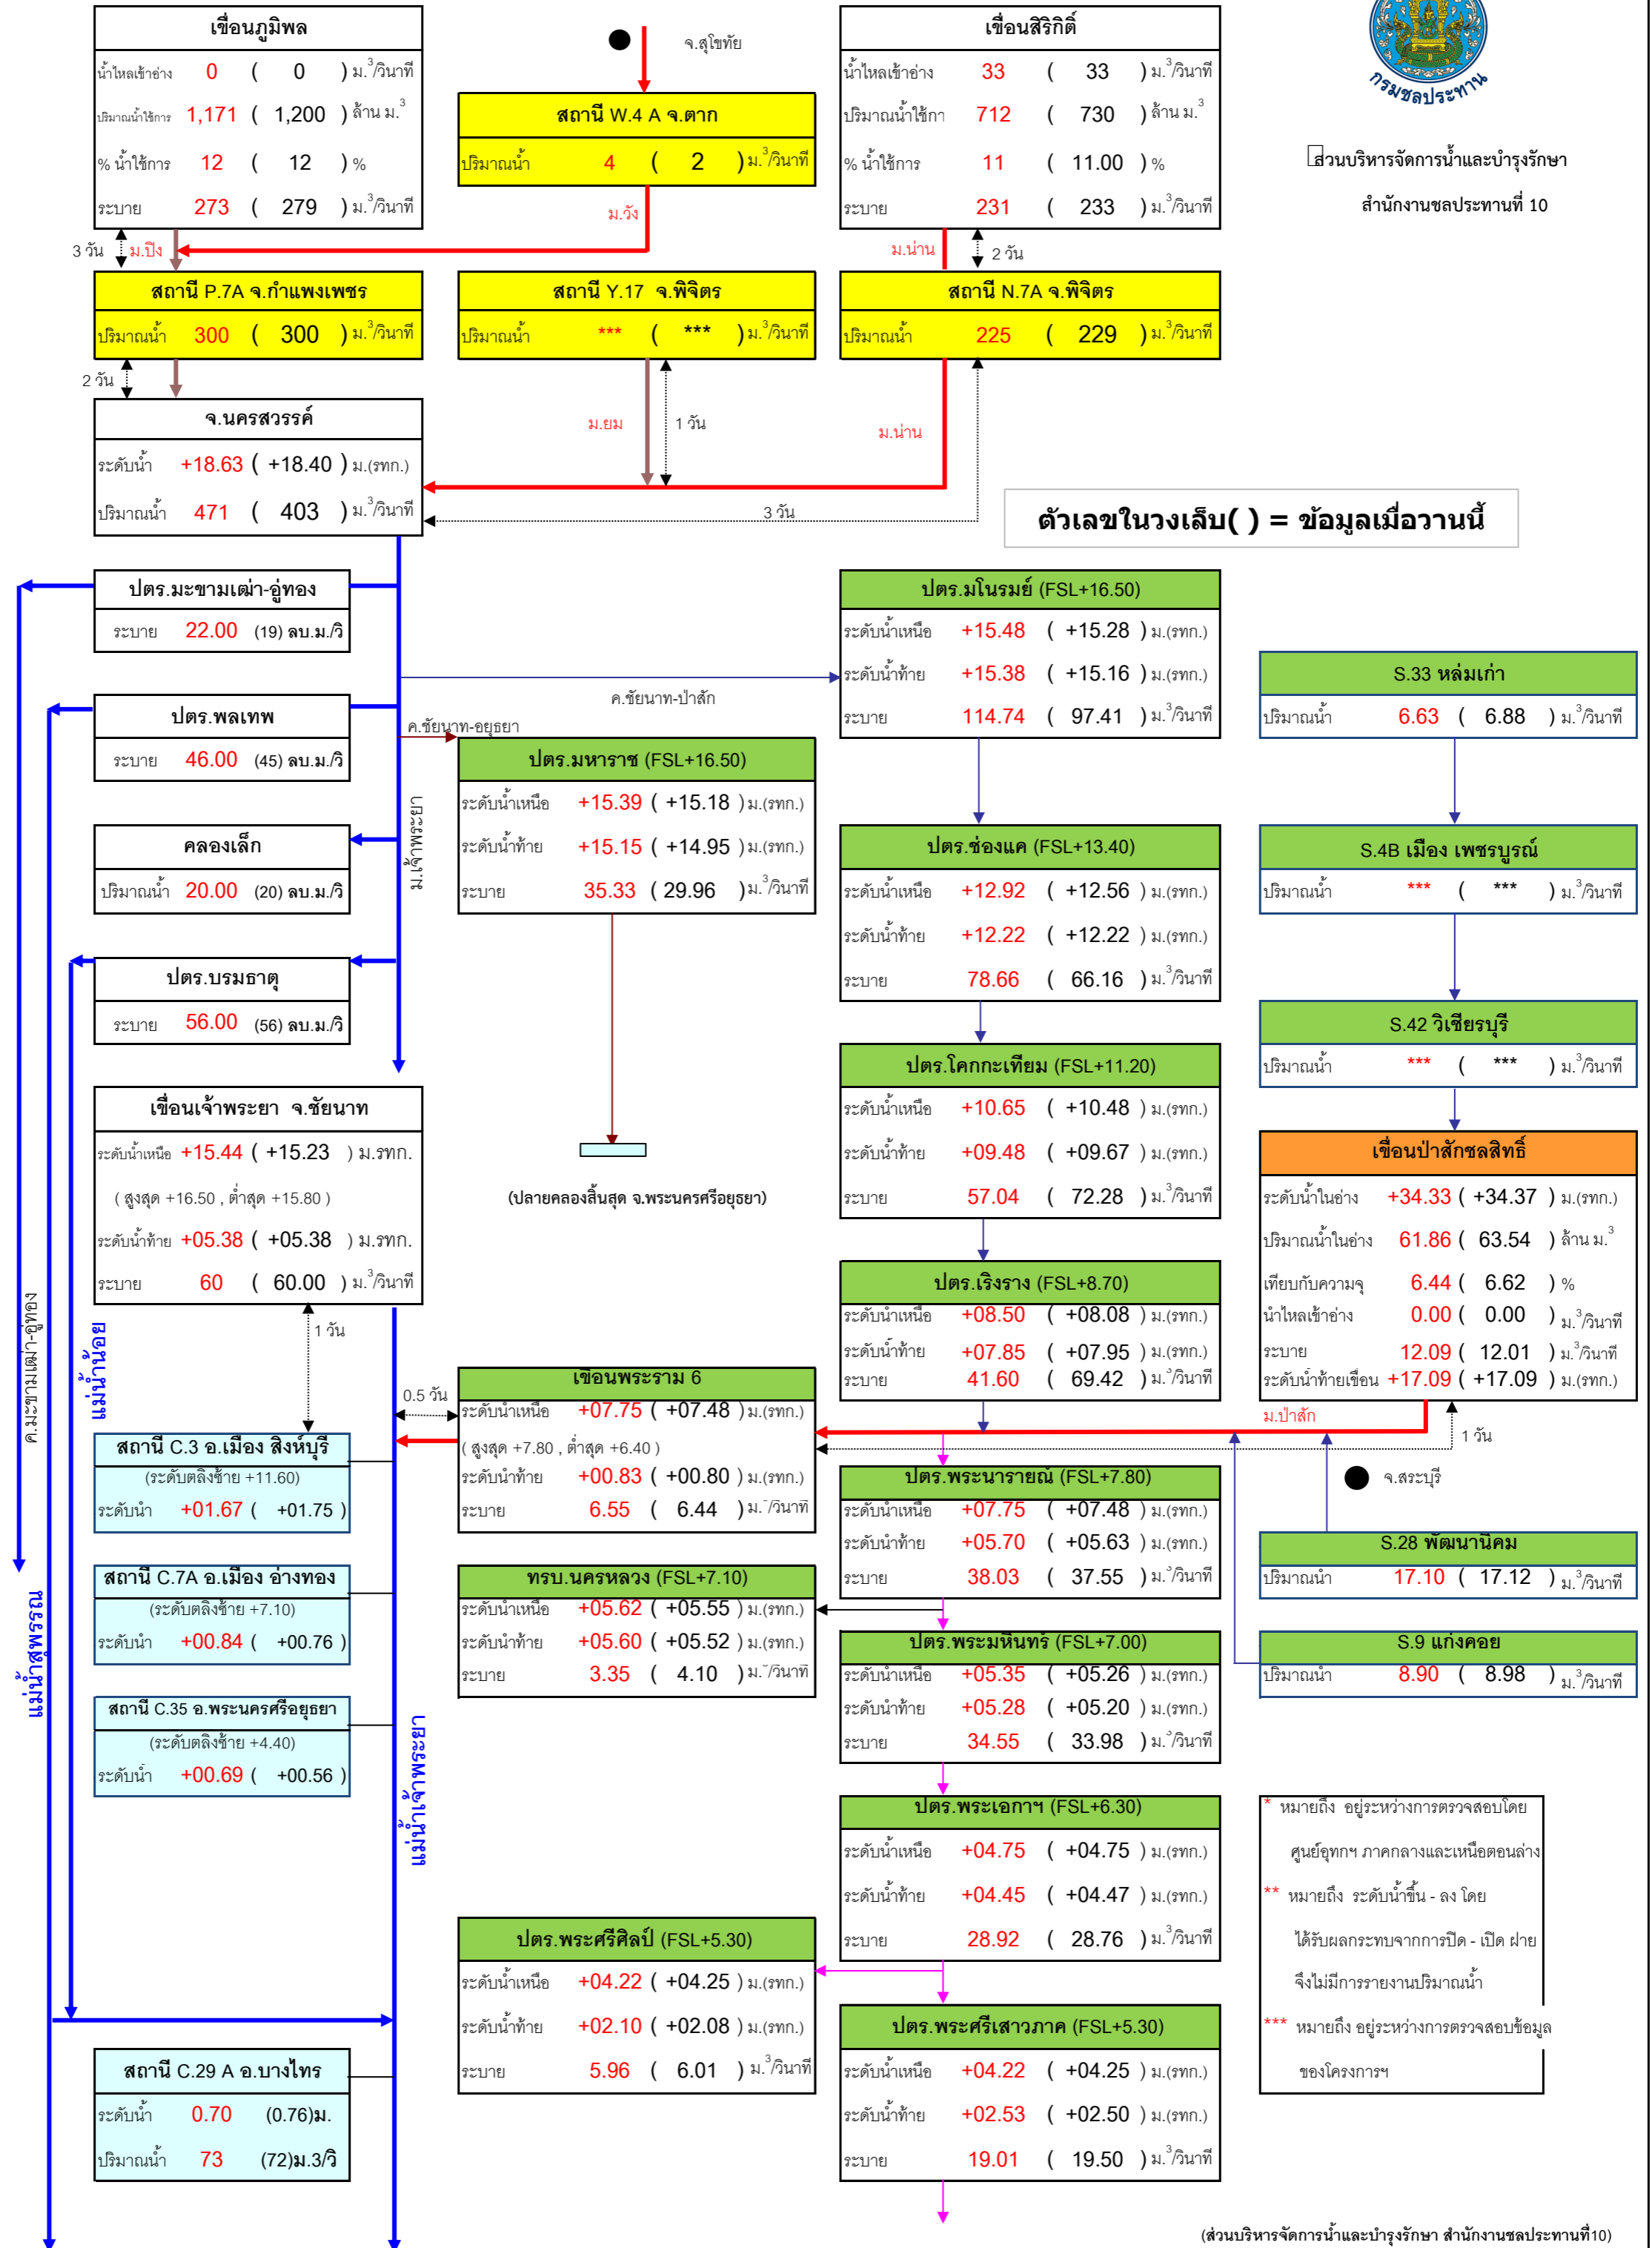 เขื่อนภูมิพล
น้ำไหลเข้าอ่าง 0 ( 0 ) ม.3/วินาที
ปริมาณน้ำใช้การ 1,171 ( 1,200 ) ล้าน ม.3
% น้ำใช้การ 12 ( 12 ) %
ระบาย 273 ( 279 ) ม.3/วินาที
จ.สุโขทัย
สถานี W.4 A จ.ตาก
ปริมาณน้ำ 4 ( 2 ) ม.3/วินาที
ม.วัง
เขื่อนสิริกิติ์
น้ำไหลเข้าอ่าง 33 ( 33 ) ม.3/วินาที
ปริมาณน้ำใช้กา 712 ( 730 ) ล้าน ม.3
% น้ำใช้การ 11 ( 11.00 ) %
ระบาย 231 ( 233 ) ม.3/วินาที
กรมชลประทาน
ส่วนบริหารจัดการน้ำและบำรุงรักษา
สำนักงานชลประทานที่ 10
3 วัน
ม.ปิง
ม.น่าน
2 วัน
สถานี P.7A จ.กำแพงเพชร
ปริมาณน้ำ 300 ( 300 ) ม.3/วินาที
สถานี Y.17 จ.พิจิตร
ปริมาณน้ำ *** ( *** ) ม.3/วินาที
สถานี N.7A จ.พิจิตร
ปริมาณน้ำ 225 ( 229 ) ม.3/วินาที
2 วัน
ม.ยม
1 วัน
ม.น่าน
จ.นครสวรรค์
ระดับน้ำ +18.63 ( +18.40 ) ม.(รทก.)
ปริมาณน้ำ 471 ( 403 ) ม.3/วินาที
3 วัน
ตัวเลขในวงเล็บ( ) = ข้อมูลเมื่อวานนี้
ปตร.มะขามเฒ่า-อู่ทอง
ระบาย 22.00 (19) ลบ.ม./วิ
ปตร.พลเทพ
ระบาย 46.00 (45) ลบ.ม./วิ
คลองเล็ก
ปริมาณน้ำ 20.00 (20) ลบ.ม./วิ
ปตร.บรมธาตุ
ระบาย 56.00 (56) ลบ.ม./วิ
ม.เจ้าพระยา
ค.ชัยนาท-ป่าสัก
ค.ชัยนาท-อยุธยา
ปตร.มหาราช (FSL+16.50)
ระดับน้ำเหนือ +15.39 ( +15.18 ) ม.(รทก.)
ระดับน้ำท้าย +15.15 ( +14.95 ) ม.(รทก.)
ระบาย 35.33 ( 29.96 ) ม.3/วินาที
(ปลายคลองสิ้นสุด จ.พระนครศรีอยุธยา)
ปตร.มโนรมย์ (FSL+16.50)
ระดับน้ำเหนือ +15.48 ( +15.28 ) ม.(รทก.)
ระดับน้ำท้าย +15.38 ( +15.16 ) ม.(รทก.)
ระบาย 114.74 ( 97.41 ) ม.3/วินาที
ปตร.ช่องแค (FSL+13.40)
ระดับน้ำเหนือ +12.92 ( +12.56 ) ม.(รทก.)
ระดับน้ำท้าย +12.22 ( +12.22 ) ม.(รทก.)
ระบาย 78.66 ( 66.16 ) ม.3/วินาที
ปตร.โคกกะเทียม (FSL+11.20)
ระดับน้ำเหนือ +10.65 ( +10.48 ) ม.(รทก.)
ระดับน้ำท้าย +09.48 ( +09.67 ) ม.(รทก.)
ระบาย 57.04 ( 72.28 ) ม.3/วินาที
ปตร.เริงราง (FSL+8.70)
ระดับน้ำเหนือ +08.50 ( +08.08 ) ม.(รทก.)
ระดับน้ำท้าย +07.85 ( +07.95 ) ม.(รทก.)
ระบาย 41.60 ( 69.42 ) ม.3/วินาที
S.33 หล่มเก่า
ปริมาณน้ำ 6.63 ( 6.88 ) ม.3/วินาที
S.4B เมือง เพชรบูรณ์
ปริมาณน้ำ *** ( *** ) ม.3/วินาที
S.42 วิเชียรบุรี
ปริมาณน้ำ *** ( *** ) ม.3/วินาที
เขื่อนป่าสักชลสิทธิ์
ระดับน้ำในอ่าง +34.33 ( +34.37 ) ม.(รทก.)
ปริมาณน้ำในอ่าง 61.86 ( 63.54 ) ล้าน ม.3
เทียบกับความจุ 6.44 ( 6.62 ) %
น้ำไหลเข้าอ่าง 0.00 ( 0.00 ) ม.3/วินาที
ระบาย 12.09 ( 12.01 ) ม.3/วินาที
ระดับน้ำท้ายเขื่อน +17.09 ( +17.09 ) ม.(รทก.)
เขื่อนเจ้าพระยา จ.ชัยนาท
ระดับน้ำเหนือ +15.44 ( +15.23 ) ม.รทก.
( สูงสุด +16.50 , ต่ำสุด +15.80 )
ระดับน้ำท้าย +05.38 ( +05.38 ) ม.รทก.
ระบาย 60 ( 60.00 ) ม.3/วินาที
1 วัน
0.5 วัน
ค.มะขามเฒ่า-อู่ทอง
แม่น้ำน้อย
แม่น้ำสุพรรณ
แม่น้ำเจ้าพระยา
เขื่อนพระราม 6
ระดับน้ำเหนือ +07.75 ( +07.48 ) ม.(รทก.)
( สูงสุด +7.80 , ต่ำสุด +6.40 )
ระดับน้ำท้าย +00.83 ( +00.80 ) ม.(รทก.)
ระบาย 6.55 ( 6.44 ) ม.3/วินาที
ม.ป่าสัก
1 วัน
จ.สระบุรี
สถานี C.3 อ.เมือง สิงห์บุรี
(ระดับตลิ่งซ้าย +11.60)
ระดับน้ำ +01.67 ( +01.75 )
สถานี C.7A อ.เมือง อ่างทอง
(ระดับตลิ่งซ้าย +7.10)
ระดับน้ำ +00.84 ( +00.76 )
สถานี C.35 อ.พระนครศรีอยุธยา
(ระดับตลิ่งซ้าย +4.40)
ระดับน้ำ +00.69 ( +00.56 )
ทรบ.นครหลวง (FSL+7.10)
ระดับน้ำเหนือ +05.62 ( +05.55 ) ม.(รทก.)
ระดับน้ำท้าย +05.60 ( +05.52 ) ม.(รทก.)
ระบาย 3.35 ( 4.10 ) ม.3/วินาที
ปตร.พระนารายณ์ (FSL+7.80)
ระดับน้ำเหนือ +07.75 ( +07.48 ) ม.(รทก.)
ระดับน้ำท้าย +05.70 ( +05.63 ) ม.(รทก.)
ระบาย 38.03 ( 37.55 ) ม.3/วินาที
ปตร.พระมหินทร์ (FSL+7.00)
ระดับน้ำเหนือ +05.35 ( +05.26 ) ม.(รทก.)
ระดับน้ำท้าย +05.28 ( +05.20 ) ม.(รทก.)
ระบาย 34.55 ( 33.98 ) ม.3/วินาที
S.28 พัฒนานิคม
ปริมาณน้ำ 17.10 ( 17.12 ) ม.3/วินาที
S.9 แก่งคอย
ปริมาณน้ำ 8.90 ( 8.98 ) ม.3/วินาที
ปตร.พระเอกาฯ (FSL+6.30)
ระดับน้ำเหนือ +04.75 ( +04.75 ) ม.(รทก.)
ระดับน้ำท้าย +04.45 ( +04.47 ) ม.(รทก.)
ระบาย 28.92 ( 28.76 ) ม.3/วินาที
ปตร.พระศรีศิลป์ (FSL+5.30)
ระดับน้ำเหนือ +04.22 ( +04.25 ) ม.(รทก.)
ระดับน้ำท้าย +02.10 ( +02.08 ) ม.(รทก.)
ระบาย 5.96 ( 6.01 ) ม.3/วินาที
ปตร.พระศรีเสาวภาค (FSL+5.30)
ระดับน้ำเหนือ +04.22 ( +04.25 ) ม.(รทก.)
ระดับน้ำท้าย +02.53 ( +02.50 ) ม.(รทก.)
ระบาย 19.01 ( 19.50 ) ม.3/วินาที
* หมายถึง อยู่ระหว่างการตรวจสอบโดย
ศูนย์อุทกฯ ภาคกลางและเหนือตอนล่าง
** หมายถึง ระดับน้ำขึ้น - ลง โดย
ได้รับผลกระทบจากการปิด - เปิด ฝาย
จึงไม่มีการรายงานปริมาณน้ำ
*** หมายถึง อยู่ระหว่างการตรวจสอบข้อมูล
ของโครงการฯ
สถานี C.29 A อ.บางไทร
ระดับน้ำ 0.70 (0.76)ม.
ปริมาณน้ำ 73 (72)ม.3/วิ
(ส่วนบริหารจัดการน้ำและบำรุงรักษา สำนักงานชลประทานที่10)